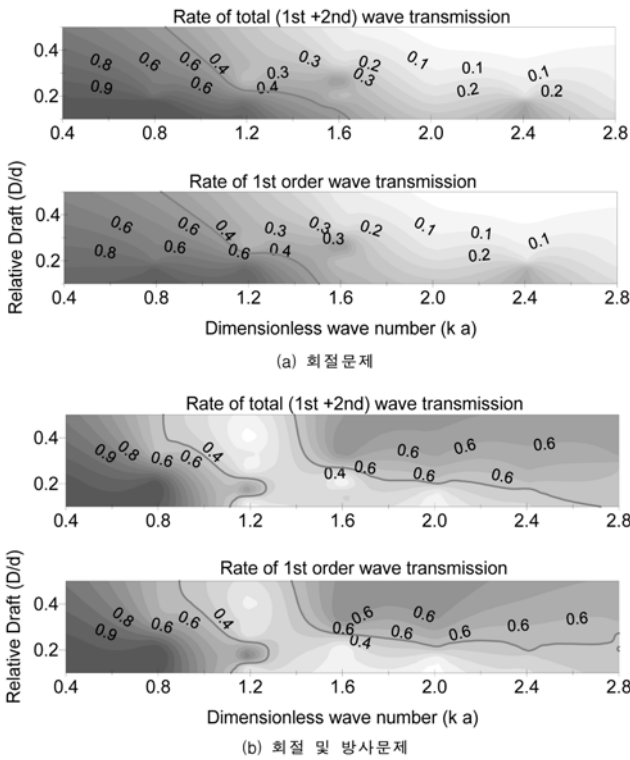 Rate of total (1st +2nd) wave transmission
0.4
0.2
0.8 0.6 0.6 0.4 0.3 0.2 0.1 0.1 0.1
0.9 0.6 0.4 0.3 0.3 0.2 0.2
0.4 0.8 1.2 1.6 2.0 2.4 2.8
Rate of 1st order wave transmission
0.4
0.2
0.6 0.6 0.4 0.3 0.3 0.2 0.1 0.1 0.1
0.8 0.6 0.6 0.4 0.3 0.2
0.4 0.8 1.2 1.6 2.0 2.4 2.8
Relative Draft (D/d)
Dimensionless wave number (k a)
(a) 회절문제
Rate of total (1st +2nd) wave transmission
0.4
0.2
0.9 0.8 0.6 0.6 0.4 0.6 0.6 0.6
0.4 0.6 0.6 0.6
0.4 0.8 1.2 1.6 2.0 2.4 2.8
Rate of 1st order wave transmission
0.4
0.2
0.8 0.6 0.6 0.4 0.6 0.6 0.6
0.9 0.6 0.4 0.6 0.6
0.4 0.8 1.2 1.6 2.0 2.4 2.8
Relative Draft (D/d)
Dimensionless wave number (k a)
(b) 회절 및 방사문제